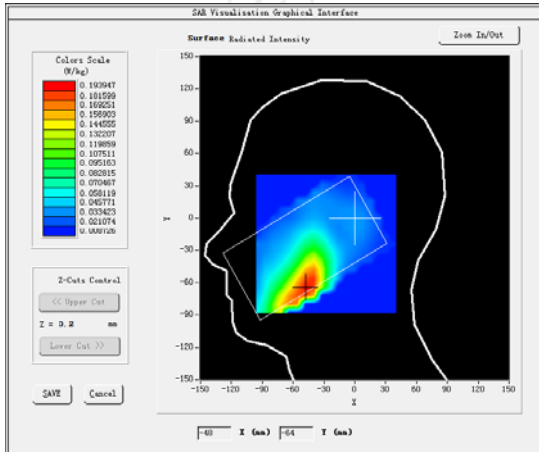 SAR Visualisation Graphical Interface
Surface Radiated Intensity
Zoom In/Out
Colors Scale
(W/kg)
0.193947
0.181599
0.169251
0.156903
0.144555
0.132207
0.119859
0.107511
0.095163
0.082815
0.070467
0.058119
0.045771
0.033423
0.021074
0.008726
Z-Cuts Control
<< Upper Cut
Z = 3.2 mm
Lower Cut >>
SAVE Cancel
150
120
90
60
30
Y 0
-30
-60
-90
-120
-150
-150 -120 -90 -60 -30 0 30 60 90 120 150
X
-48 X (mm) -64 Y (mm)